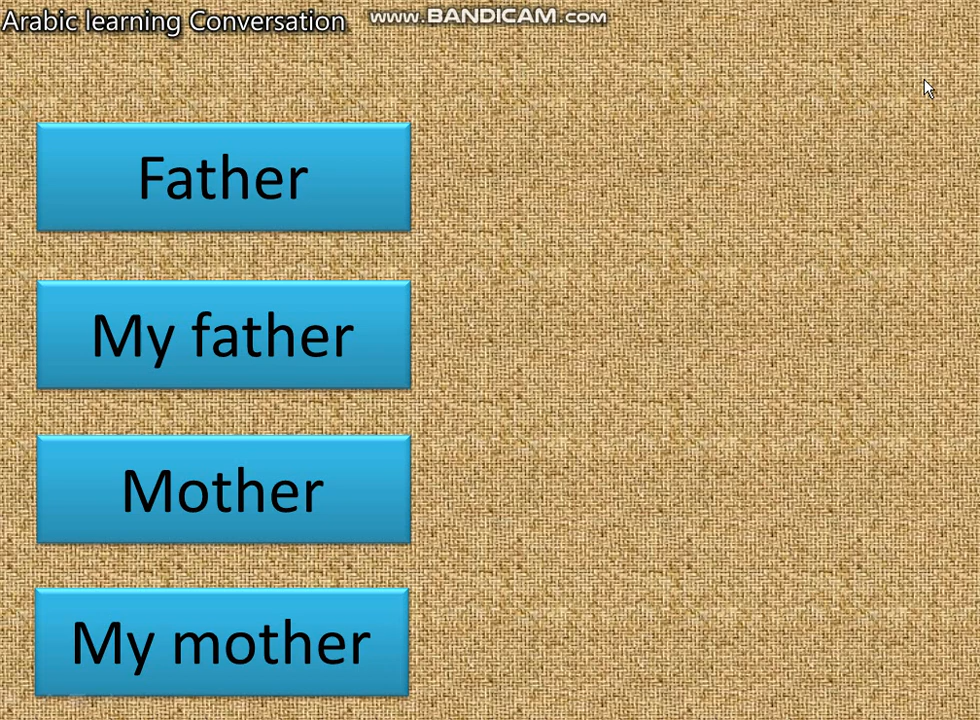 Arabic learning Conversation
www.BANDICAM.com
Father
My father
Mother
My mother